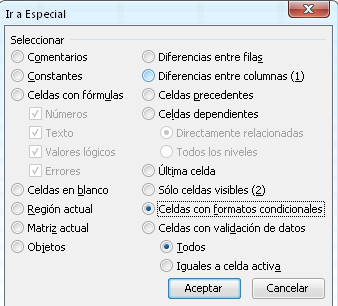 Ir a Especial
Seleccionar
Comentarios
Constantes
Celdas con fórmulas
Números
Texto
Valores lógicos
Errores
Celdas en blanco
Región actual
Matriz actual
Objetos
Diferencias entre filas
Diferencias entre columnas (1)
Celdas precedentes
Celdas dependientes
Directamente relacionadas
Todos los niveles
Última celda
Sólo celdas visibles (2)
Celdas con formatos condicionales
Celdas con validación de datos
Todos
Iguales a celda activa
Aceptar
Cancelar